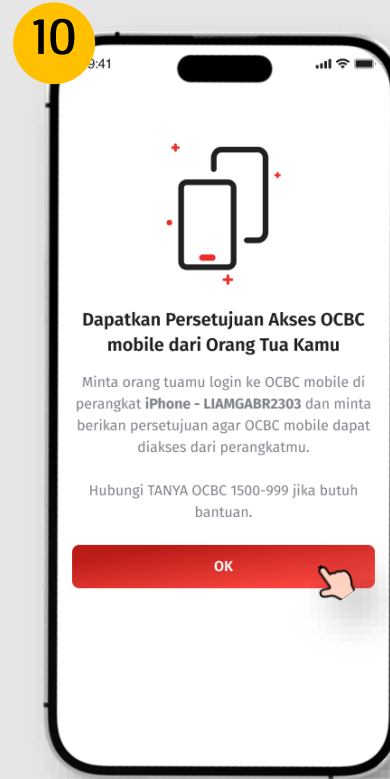 10
9:41
Dapatkan Persetujuan Akses OCBC
mobile dari Orang Tua Kamu
Minta orang tuamu login ke OCBC mobile di
perangkat iPhone - LIAMGABR2303 dan minta
berikan persetujuan agar OCBC mobile dapat
diakses dari perangkatmu.
Hubungi TANYA OCBC 1500-999 jika butuh
bantuan.
OK